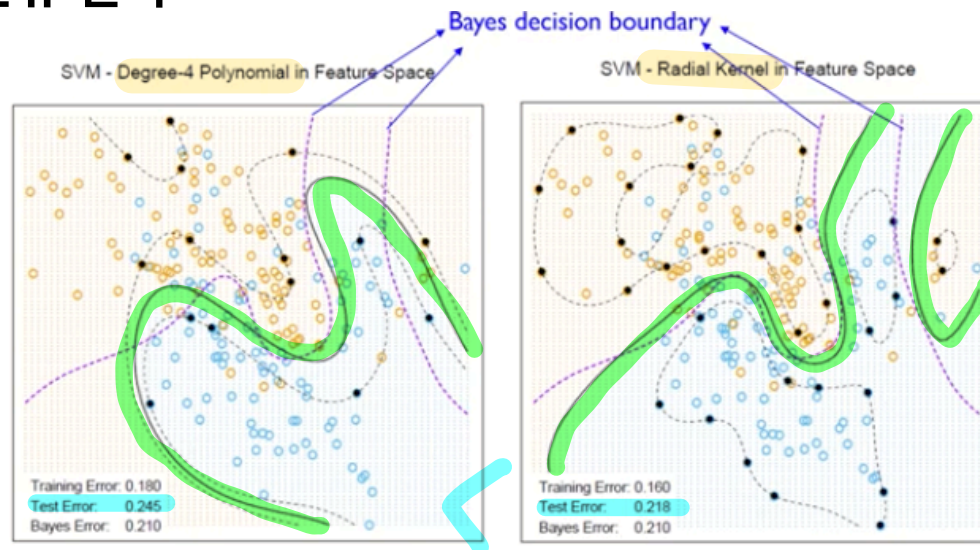 Bayes decision boundary
SVM - Degree-4 Polynomial in Feature Space
SVM - Radial Kernel in Feature Space
Training Error: 0.180
Test Error: 0.245
Bayes Error: 0.210
Training Error: 0.160
Test Error: 0.218
Bayes Error: 0.210